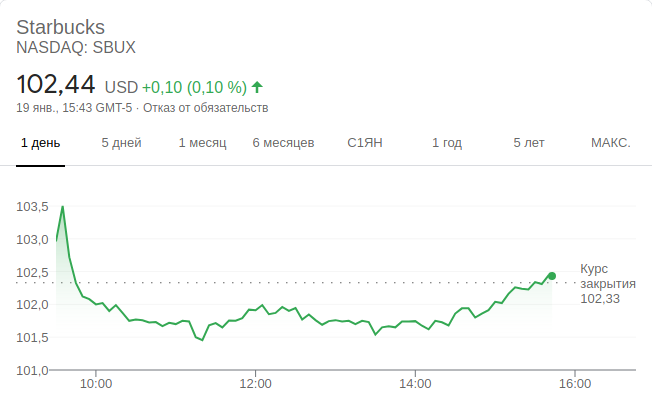 Starbucks
NASDAQ: SBUX
102,44 USD +0,10 (0,10 %)
19 янв., 15:43 GMT-5 · Отказ от обязательств
1 день 5 дней 1 месяц 6 месяцев С1ЯН 1 год 5 лет МАКС.
103,5
103,0
102,5
102,0
101,5
101,0
Курс
закрытия
102,33
10:00 12:00 14:00 16:00